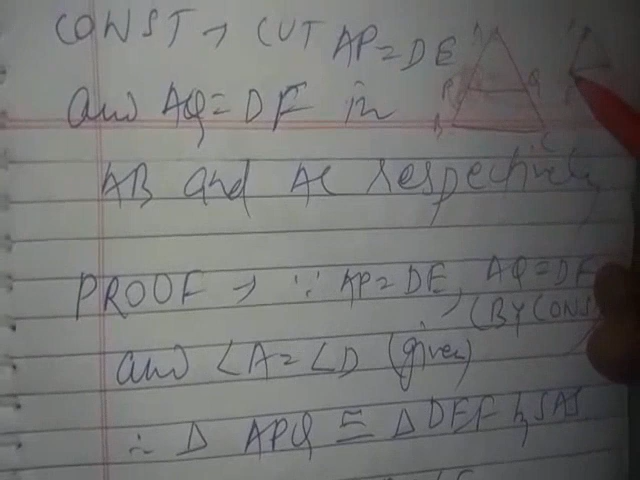 CONST → CUT AP=DE
and AQ=DF in
AB and AC respectively
PROOF → ∵ AP=DE, AQ=DF
(BY CONS
and ∠A=∠D (given)
∴ Δ APQ ≅ Δ DEF by SAS